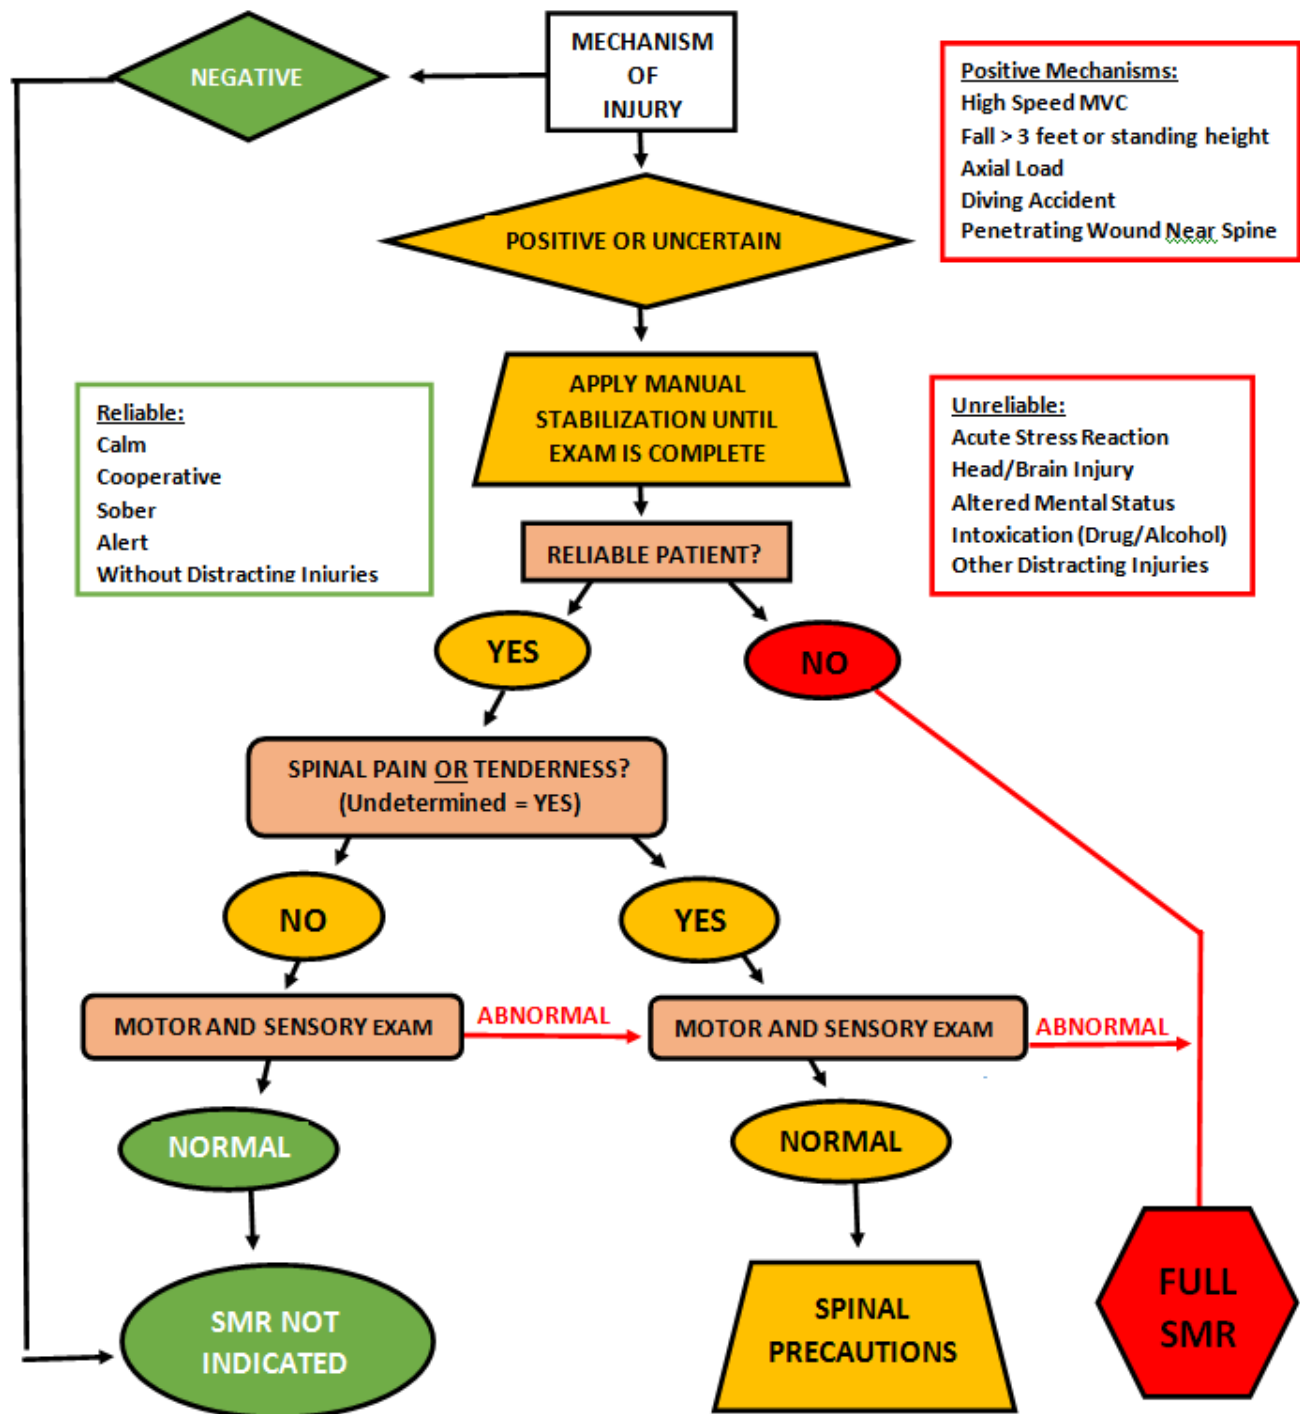 NEGATIVE
MECHANISM
OF
INJURY
Positive Mechanisms:
High Speed MVC
Fall > 3 feet or standing height
Axial Load
Diving Accident
Penetrating Wound Near Spine
POSITIVE OR UNCERTAIN
APPLY MANUAL
STABILIZATION UNTIL
EXAM IS COMPLETE
Reliable:
Calm
Cooperative
Sober
Alert
Without Distracting Injuries
Unreliable:
Acute Stress Reaction
Head/Brain Injury
Altered Mental Status
Intoxication (Drug/Alcohol)
Other Distracting Injuries
RELIABLE PATIENT?
YES
NO
SPINAL PAIN OR TENDERNESS?
(Undetermined = YES)
NO
YES
MOTOR AND SENSORY EXAM
ABNORMAL
MOTOR AND SENSORY EXAM
ABNORMAL
NORMAL
NORMAL
SMR NOT
INDICATED
SPINAL
PRECAUTIONS
FULL
SMR